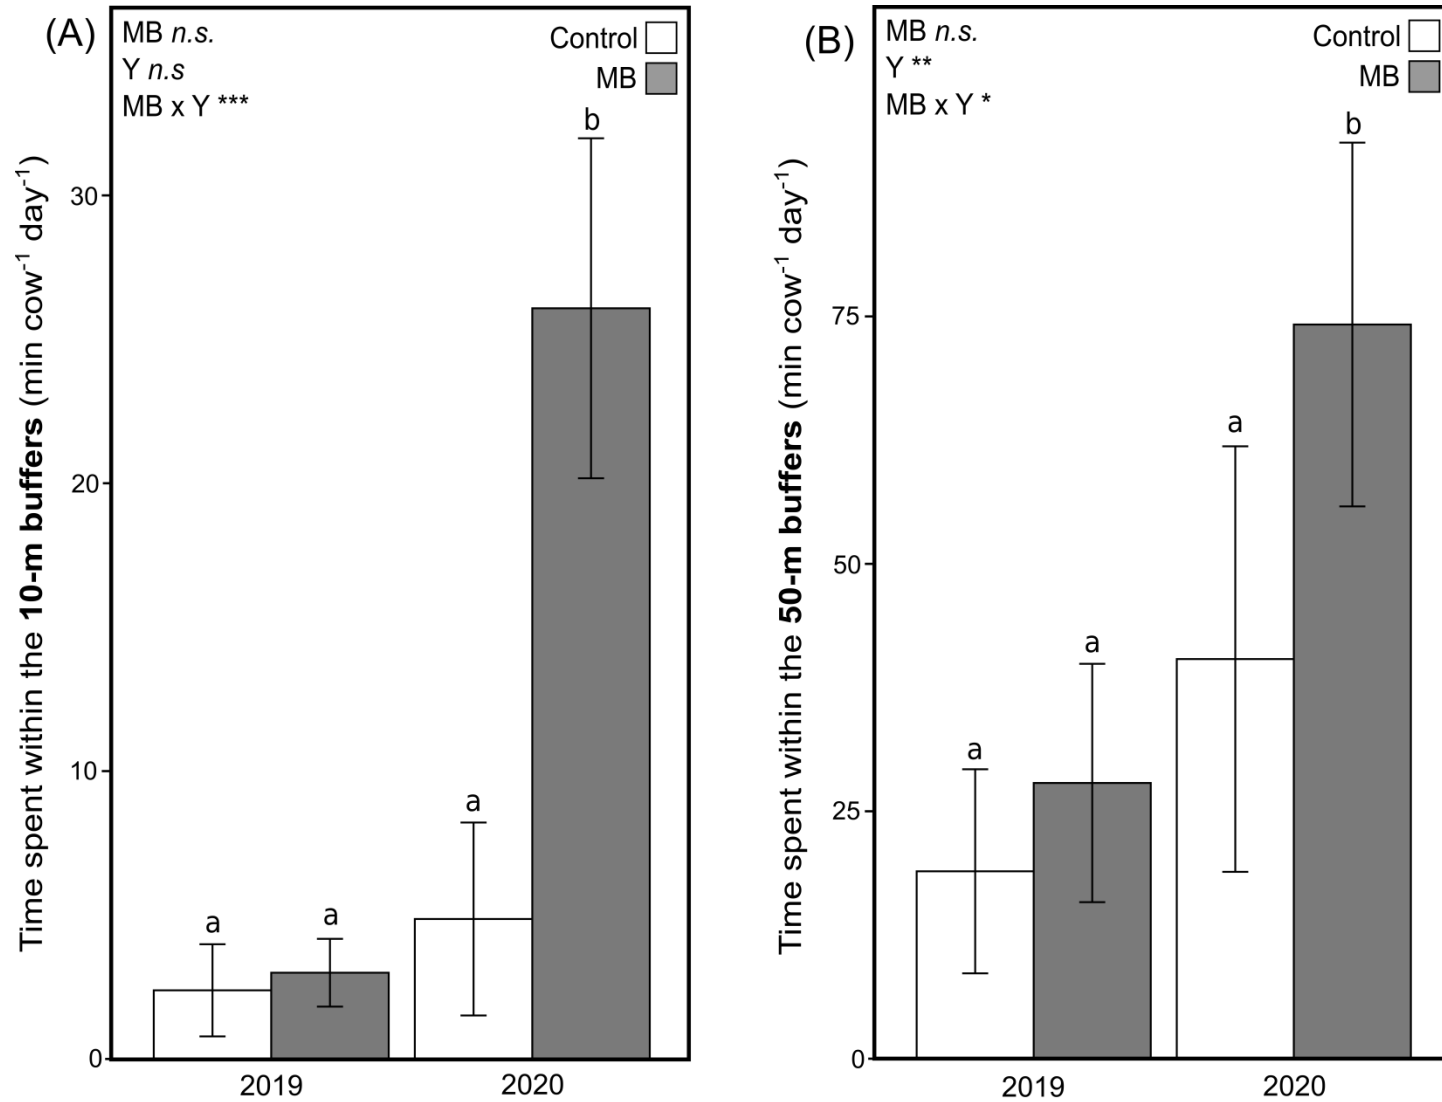 (A)
MB n.s.
Y n.s
MB x Y ***
Control
MB
Time spent within the 10-m buffers (min cow⁻¹ day⁻¹)
30
20
10
0
a
a
a
b
2019
2020
(B)
MB n.s.
Y **
MB x Y *
Control
MB
Time spent within the 50-m buffers (min cow⁻¹ day⁻¹)
75
50
25
0
a
a
a
b
2019
2020